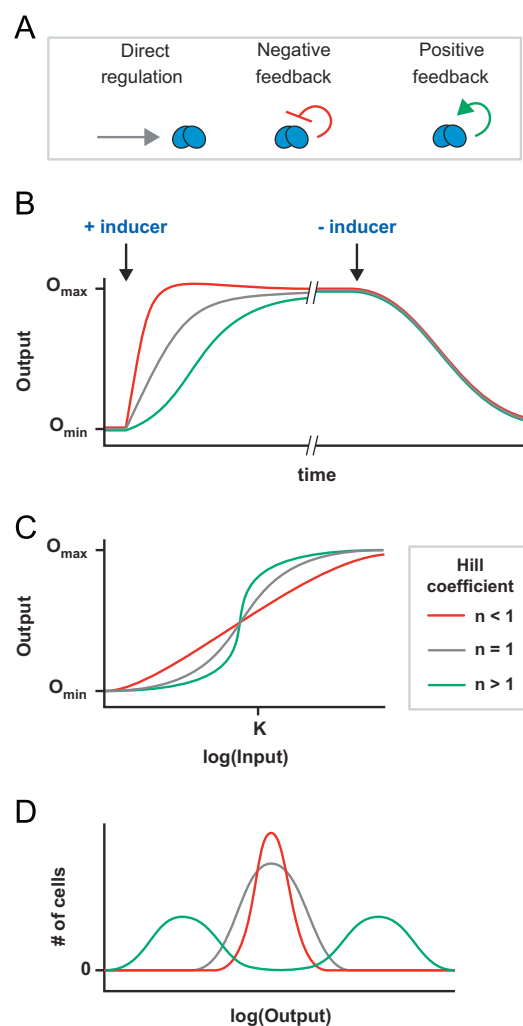 A
Direct
regulation
Negative
feedback
Positive
feedback
B
+ inducer
- inducer
Omax
Output
Omin
time
C
Omax
Output
Omin
K
log(Input)
Hill
coefficient
n < 1
n = 1
n > 1
D
# of cells
0
log(Output)